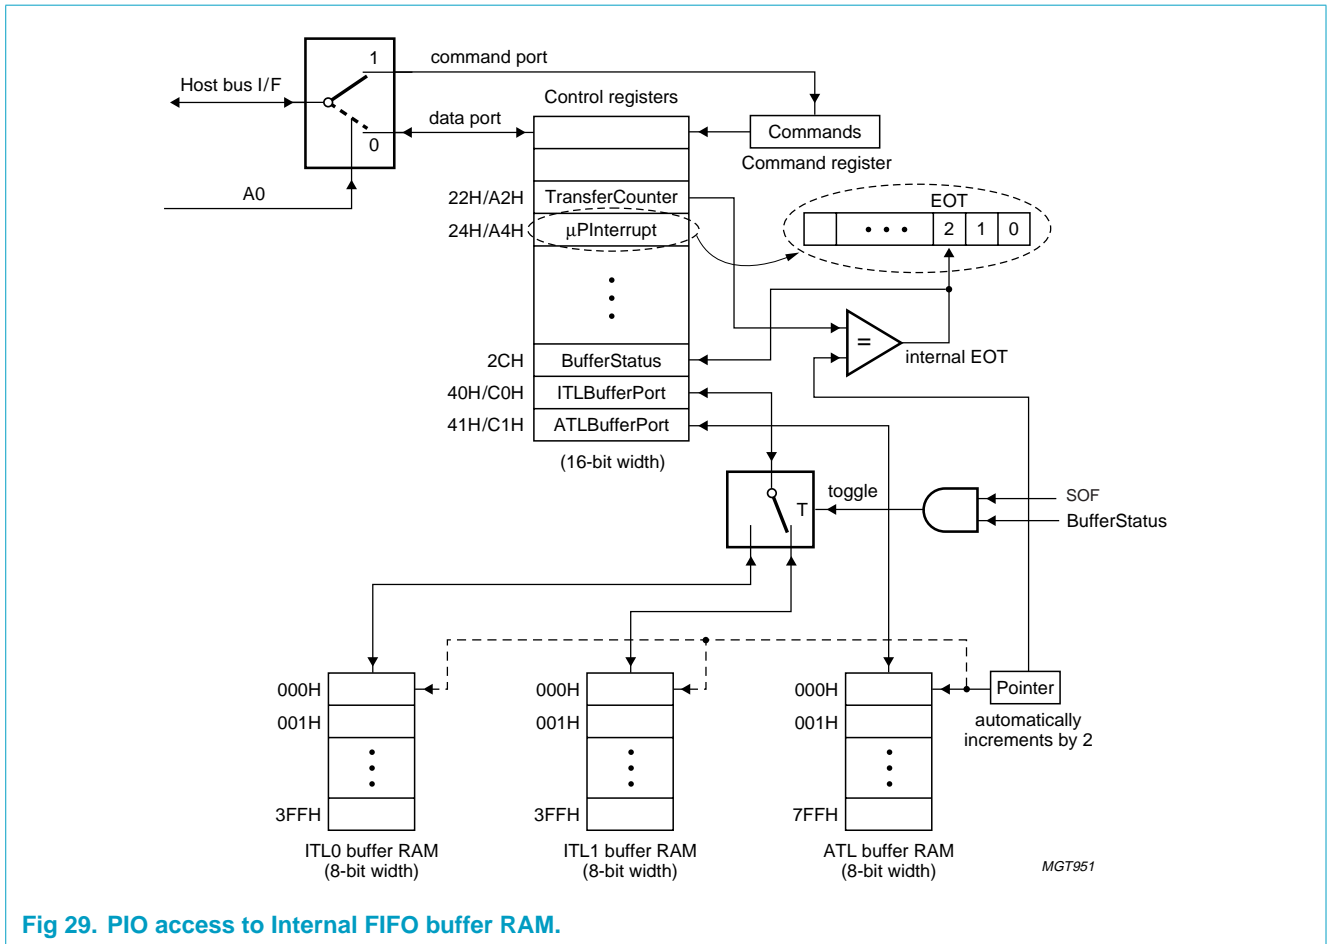 1
command port
Host bus I/F
Control registers
data port
0
Commands
Command register
A0
22H/A2H
TransferCounter
EOT
24H/A4H
µPInterrupt
• • •
2
1
0
=
internal EOT
2CH
BufferStatus
40H/C0H
ITLBufferPort
41H/C1H
ATLBufferPort
(16-bit width)
toggle
T
SOF
BufferStatus
000H
000H
000H
Pointer
001H
001H
001H
automatically
increments by 2
3FFH
3FFH
7FFH
ITL0 buffer RAM
(8-bit width)
ITL1 buffer RAM
(8-bit width)
ATL buffer RAM
(8-bit width)
MGT951
Fig 29. PIO access to Internal FIFO buffer RAM.